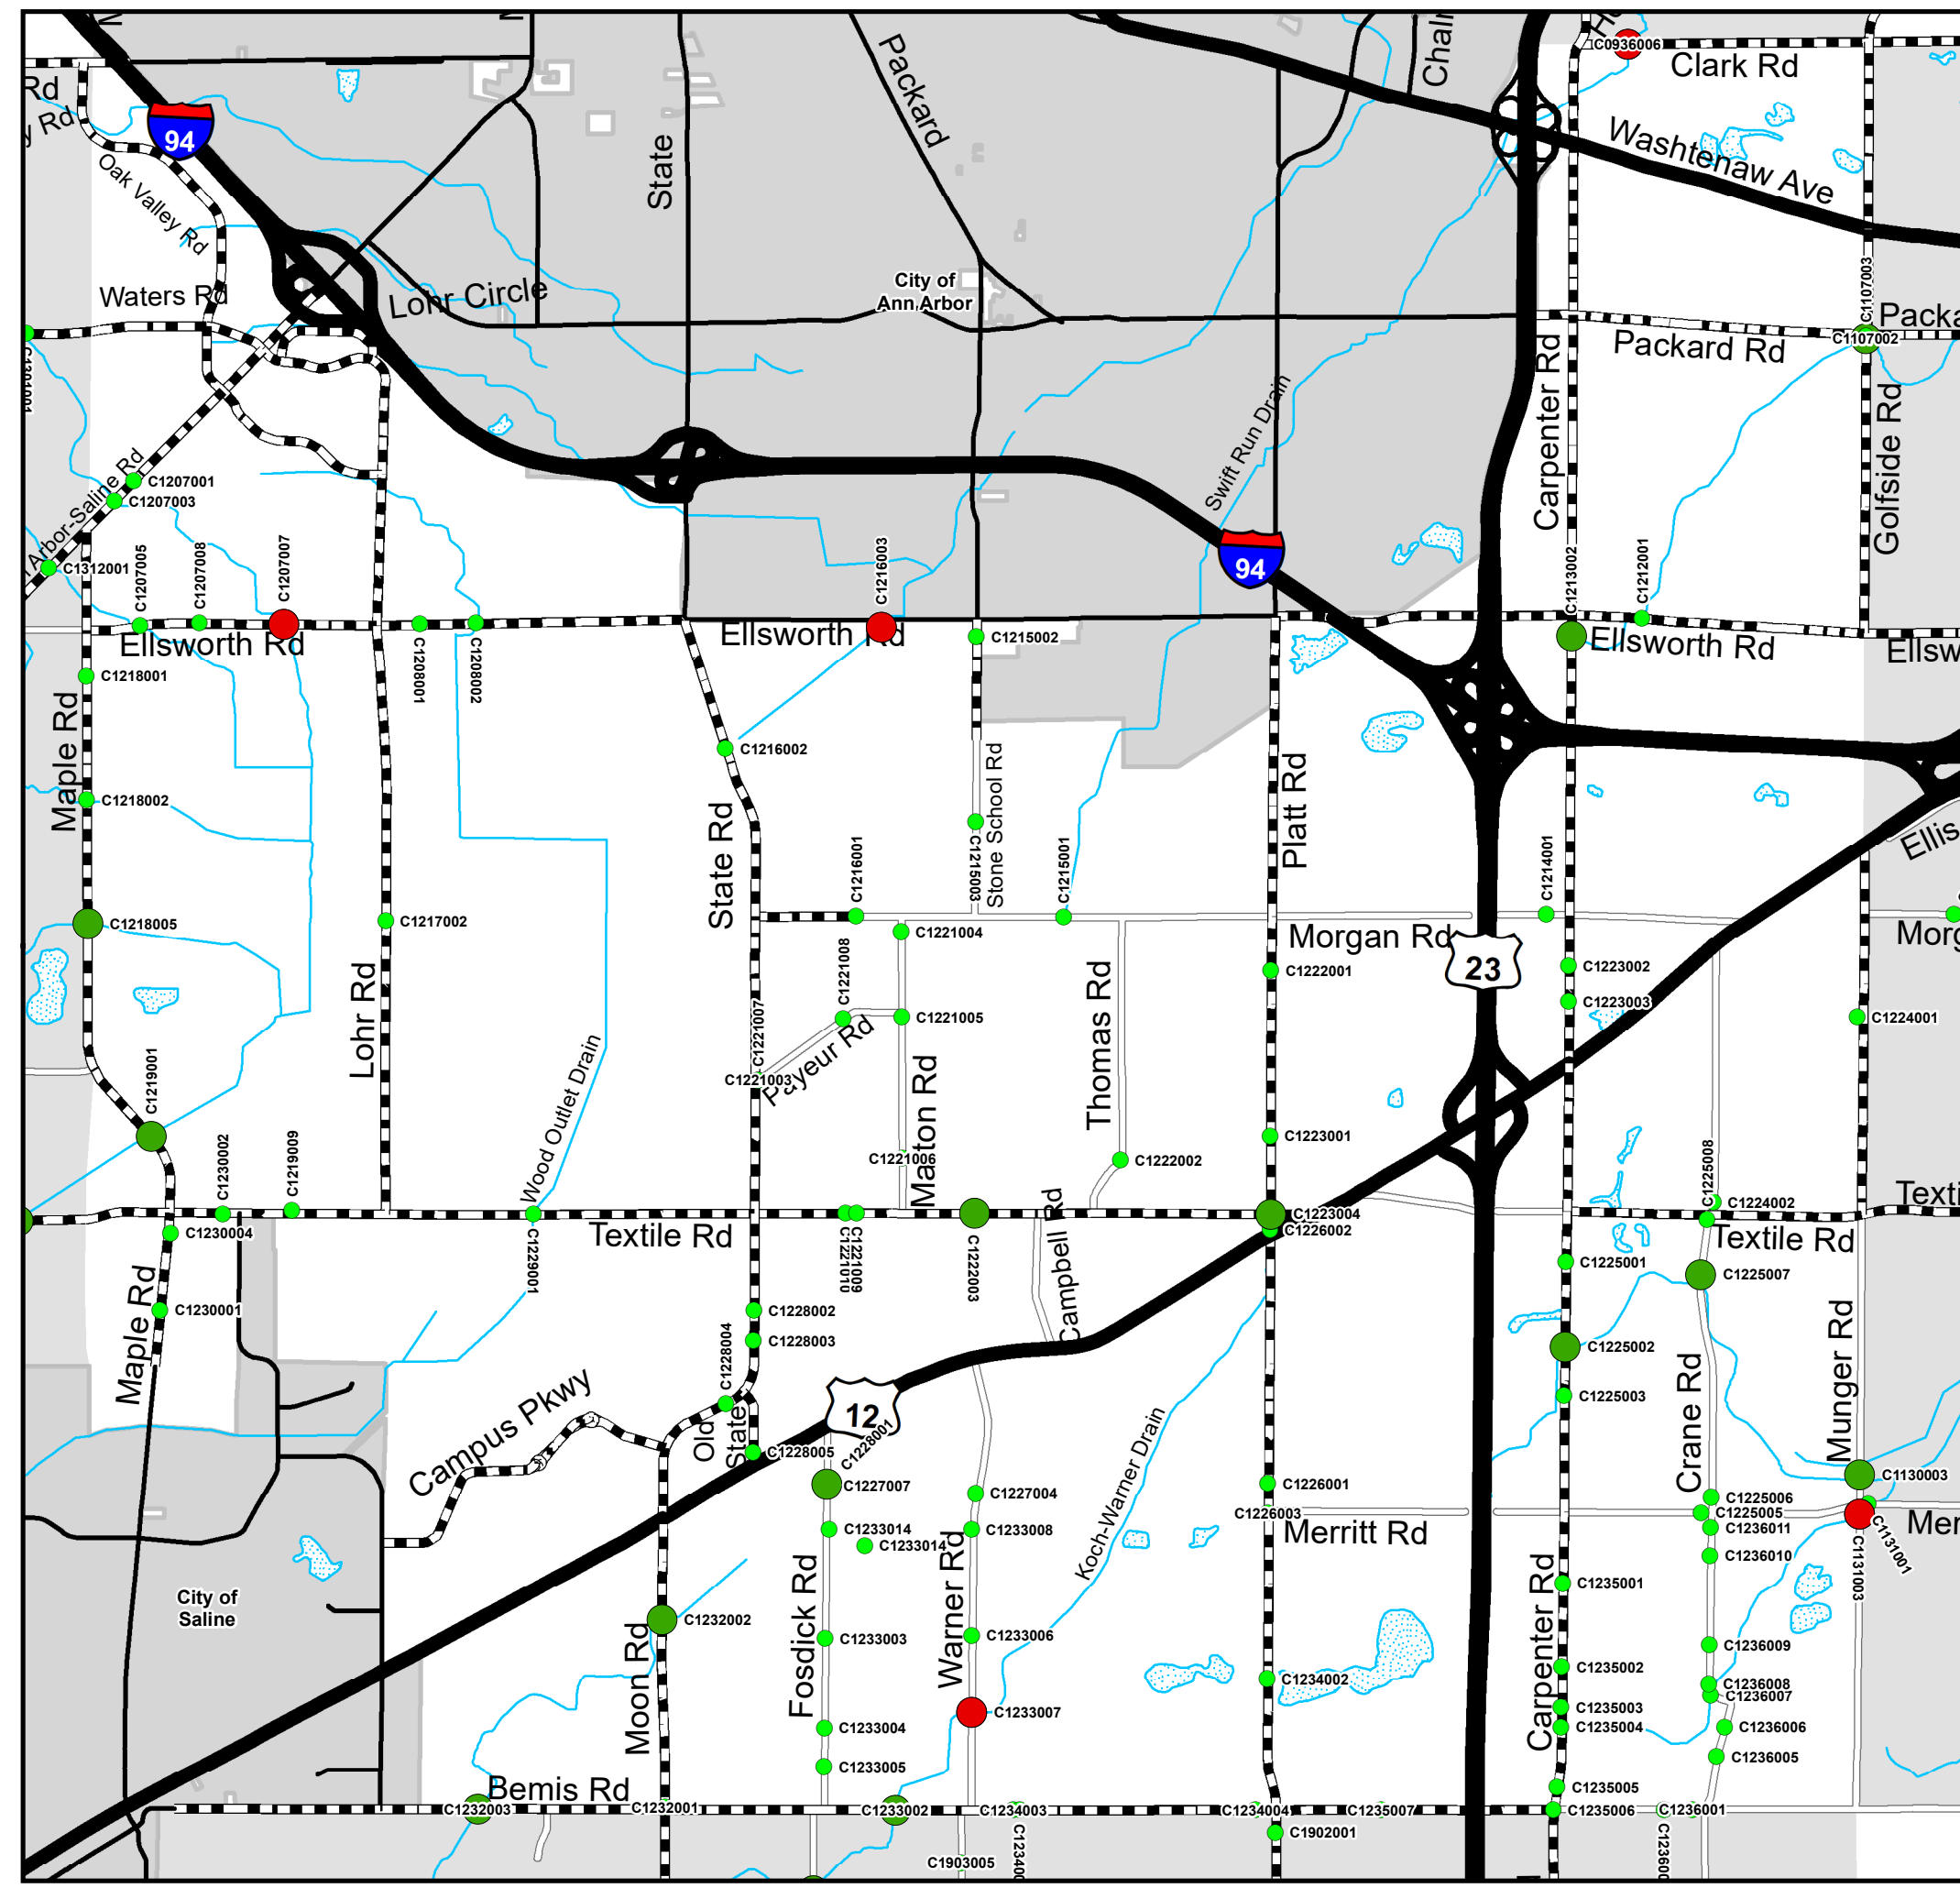 C0936006
Clark Rd
Packard
Rd
94
Oak Valley Rd
State
Washtenaw Ave
Waters Rd
Lohr Circle
City of
Ann Arbor
C1107003
C1107002
Packard Rd
Carpenter Rd
Golfside Rd
Swift Run Drain
Arbor-Saline Rd
C1207001
C1207003
C1312001
C1207005
C1207008
C1207007
C1216003
94
C1213002
C1212001
Ellsworth Rd
Ellsworth Rd
C1215002
Ellsworth Rd
C1208001
C1208002
C1218001
C1216002
Maple Rd
C1218002
State Rd
Stone School Rd
Platt Rd
C1216001
C1215003
C1215001
C1214001
C1218005
C1217002
C1221004
Morgan Rd
C1221008
C1222001
23
C1223002
C1223003
Lohr Rd
C1221007
C1221005
Thomas Rd
C1224001
C1221003
Payeur Rd
Maton Rd
Wood Outlet Drain
C1219001
C1230002
C1219009
C1221006
C1223001
C1222002
C1225008
C1224002
C1223004
C1226002
C1230004
Textile Rd
Textile Rd
C1229001
C1221010
C1221009
C1222003
Campbell Rd
C1225001
C1225007
Maple Rd
C1230001
C1228002
C1228003
C1228004
C1225002
C1225003
Crane Rd
Munger Rd
Campus Pkwy
Old
State
12
C1228001
C1228005
C1227007
Koch-Warner Drain
C1130003
C1227004
C1226001
C1226003
Merritt Rd
C1225006
C1225005
C1236011
C1131001
C1131003
C1233014
C1233014
C1233008
C1236010
City of
Saline
Fosdick Rd
Warner Rd
Carpenter Rd
C1235001
C1232002
C1233003
C1233006
C1236009
Moon Rd
C1234002
C1235002
C1236008
C1236007
C1233007
C1235003
C1235004
C1236006
C1233004
C1233005
C1236005
Bemis Rd
C1235005
C1232003
C1232001
C1233002
C1234003
C1234004
C1235007
C1235006
C1236001
C1902001
C1903005